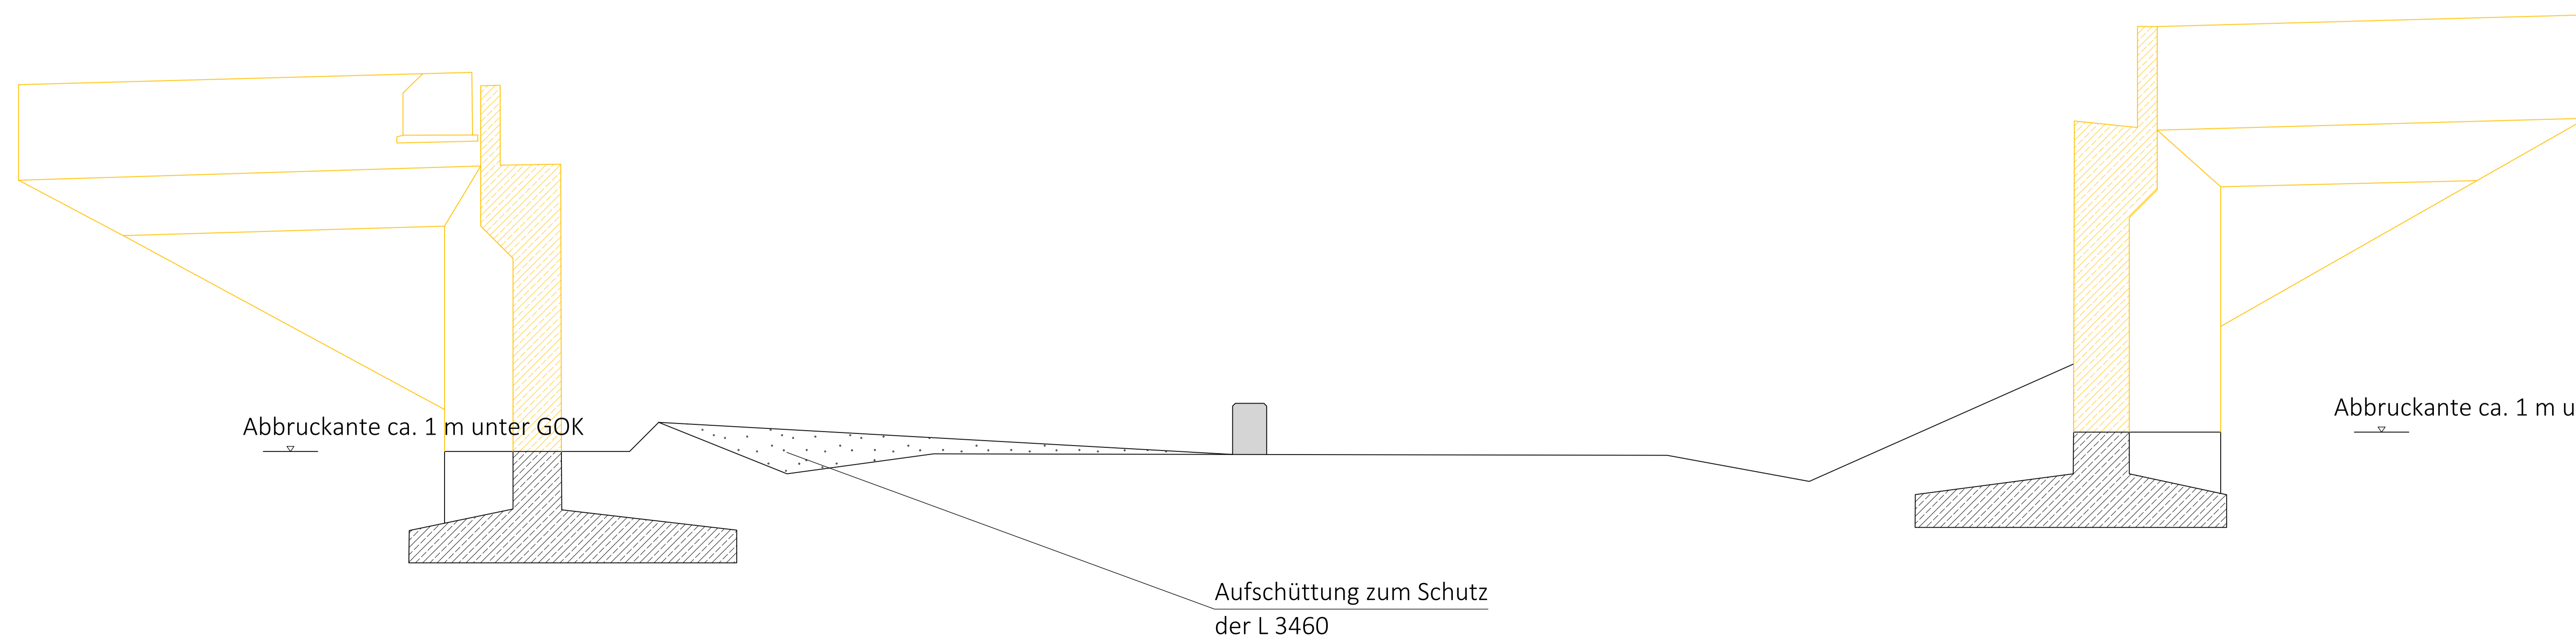 Abbruckante ca. 1 m unter GOK
Abbruckante ca. 1 m u
Aufschüttung zum Schutz
der L 3460